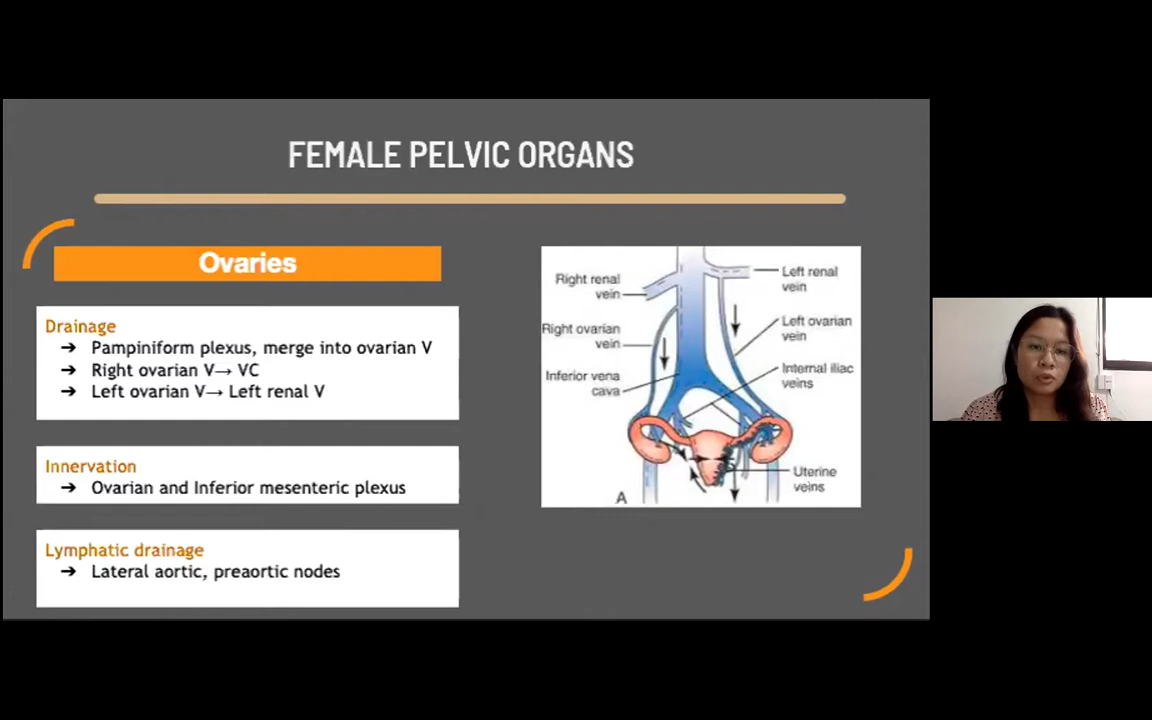 FEMALE PELVIC ORGANS
Ovaries
Drainage
➔ Pampiniform plexus, merge into ovarian V
➔ Right ovarian V→ VC
➔ Left ovarian V→ Left renal V
Innervation
➔ Ovarian and Inferior mesenteric plexus
Lymphatic drainage
➔ Lateral aortic, preaortic nodes
Right renal
vein
Left renal
vein
Right ovarian
vein
Left ovarian
vein
Inferior vena
cava
Internal iliac
veins
Uterine
veins
A